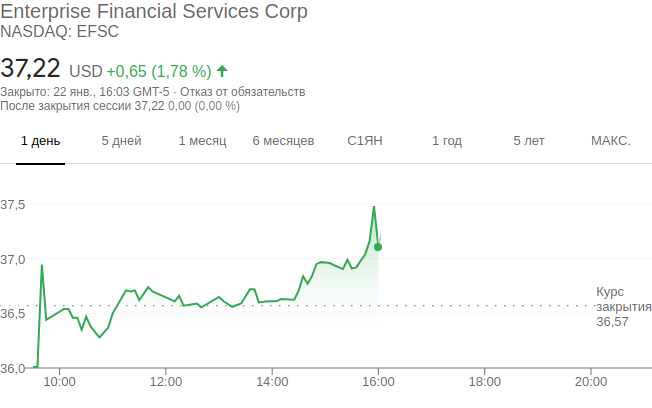 Enterprise Financial Services Corp
NASDAQ: EFSC
37,22 USD +0,65 (1,78 %)
Закрыто: 22 янв., 16:03 GMT-5 · Отказ от обязательств
После закрытия сессии 37,22 0,00 (0,00 %)
1 день 5 дней 1 месяц 6 месяцев С1ЯН 1 год 5 лет МАКС.
37,5
37,0
36,5
36,0
Курс
закрытия
36,57
10:00 12:00 14:00 16:00 18:00 20:00